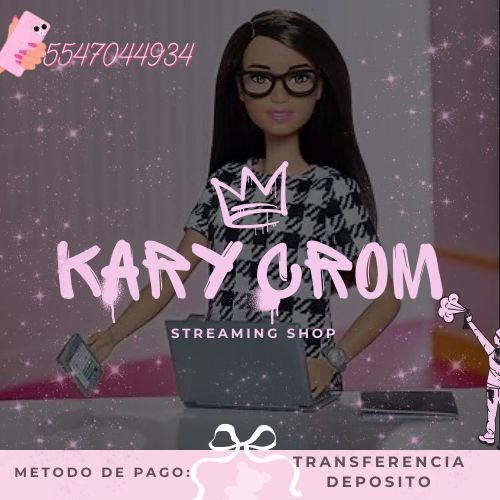 5547044934
KARY CROM
STREAMING SHOP
METODO DE PAGO:
TRANSFERENCIA
DEPOSITO